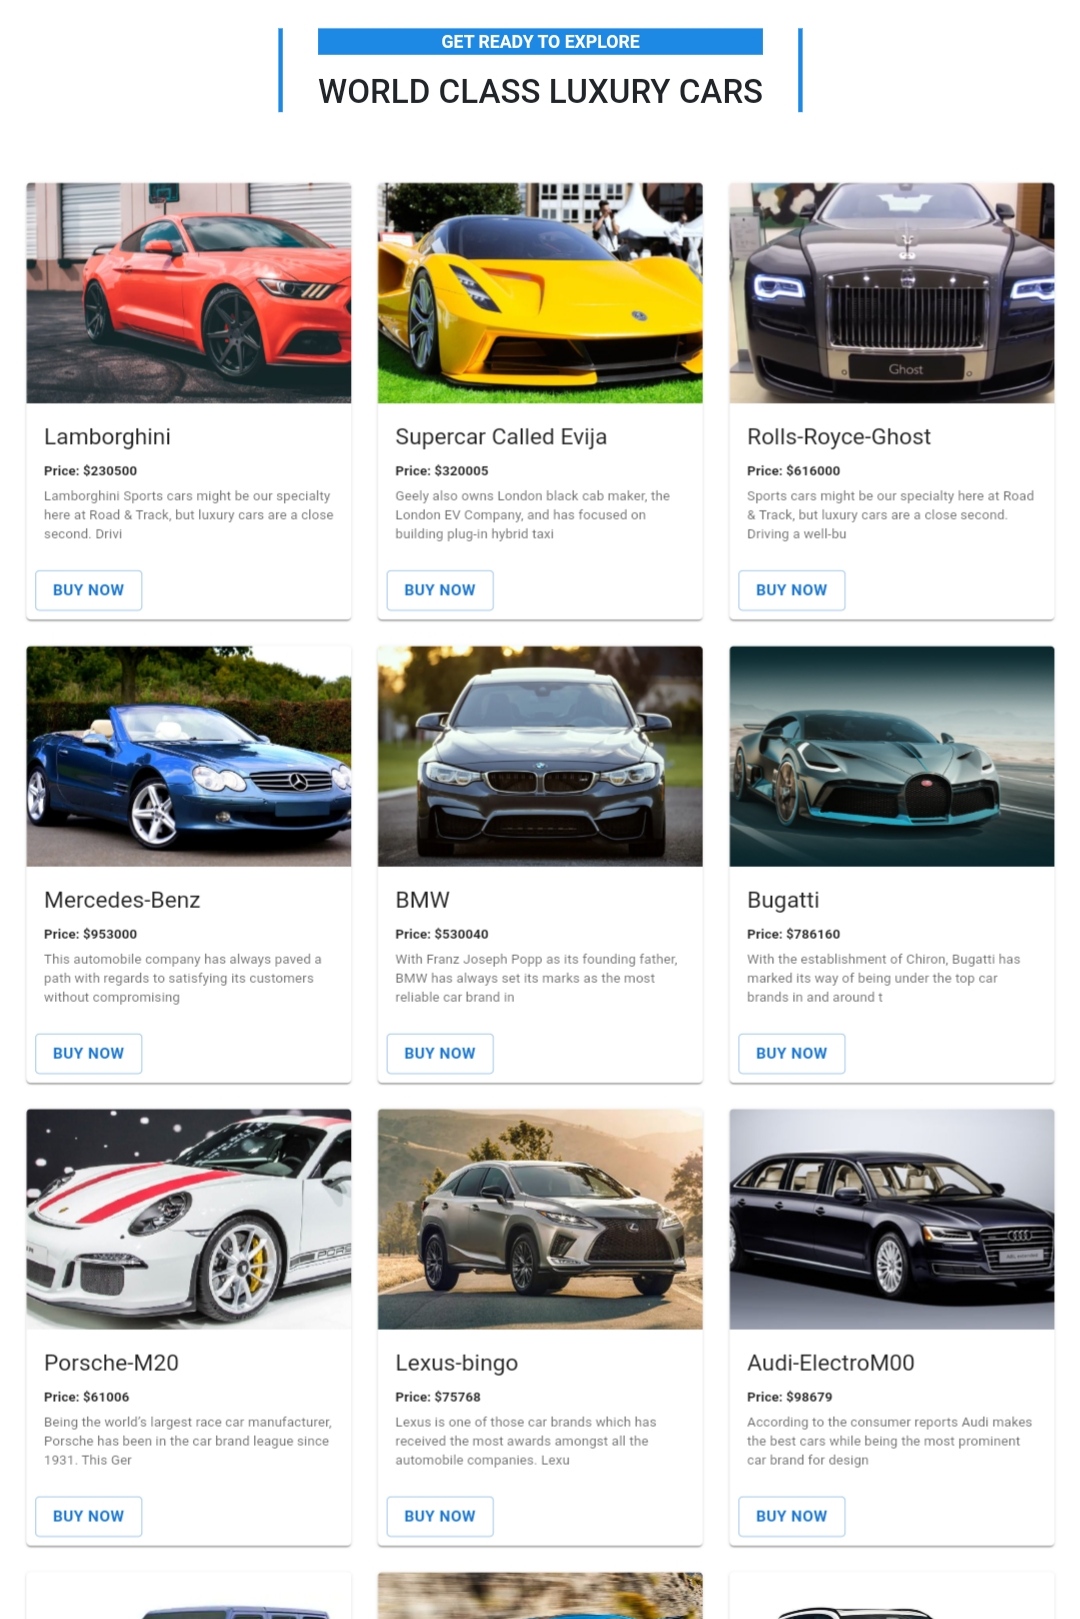 GET READY TO EXPLORE
WORLD CLASS LUXURY CARS
Ghost
Lamborghini
Price: $230500
Lamborghini Sports cars might be our specialty
here at Road & Track, but luxury cars are a close
second. Drivi
BUY NOW
Supercar Called Evija
Price: $320005
Geely also owns London black cab maker, the
London EV Company, and has focused on
building plug-in hybrid taxi
BUY NOW
Rolls-Royce-Ghost
Price: $616000
Sports cars might be our specialty here at Road
& Track, but luxury cars are a close second.
Driving a well-bu
BUY NOW
Mercedes-Benz
Price: $953000
This automobile company has always paved a
path with regards to satisfying its customers
without compromising
BUY NOW
BMW
Price: $530040
With Franz Joseph Popp as its founding father,
BMW has always set its marks as the most
reliable car brand in
BUY NOW
Bugatti
Price: $786160
With the establishment of Chiron, Bugatti has
marked its way of being under the top car
brands in and around t
BUY NOW
Porsche-M20
Price: $61006
Being the world's largest race car manufacturer,
Porsche has been in the car brand league since
1931. This Ger
BUY NOW
Lexus-bingo
Price: $75768
Lexus is one of those car brands which has
received the most awards amongst all the
automobile companies. Lexu
BUY NOW
Audi-ElectroM00
Price: $98679
According to the consumer reports Audi makes
the best cars while being the most prominent
car brand for design
BUY NOW